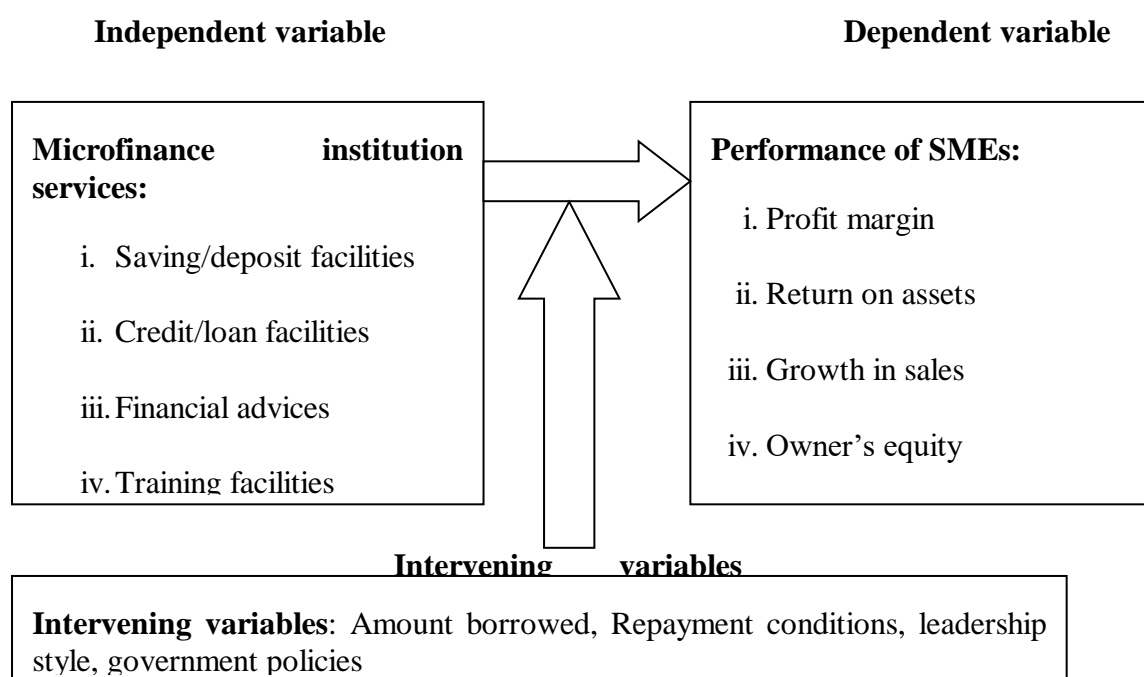 Independent variable
Dependent variable
Microfinance institution
services:
i. Saving/deposit facilities
ii. Credit/loan facilities
iii. Financial advices
iv. Training facilities
Performance of SMEs:
i. Profit margin
ii. Return on assets
iii. Growth in sales
iv. Owner’s equity
Intervening variables
Intervening variables: Amount borrowed, Repayment conditions, leadership
style, government policies